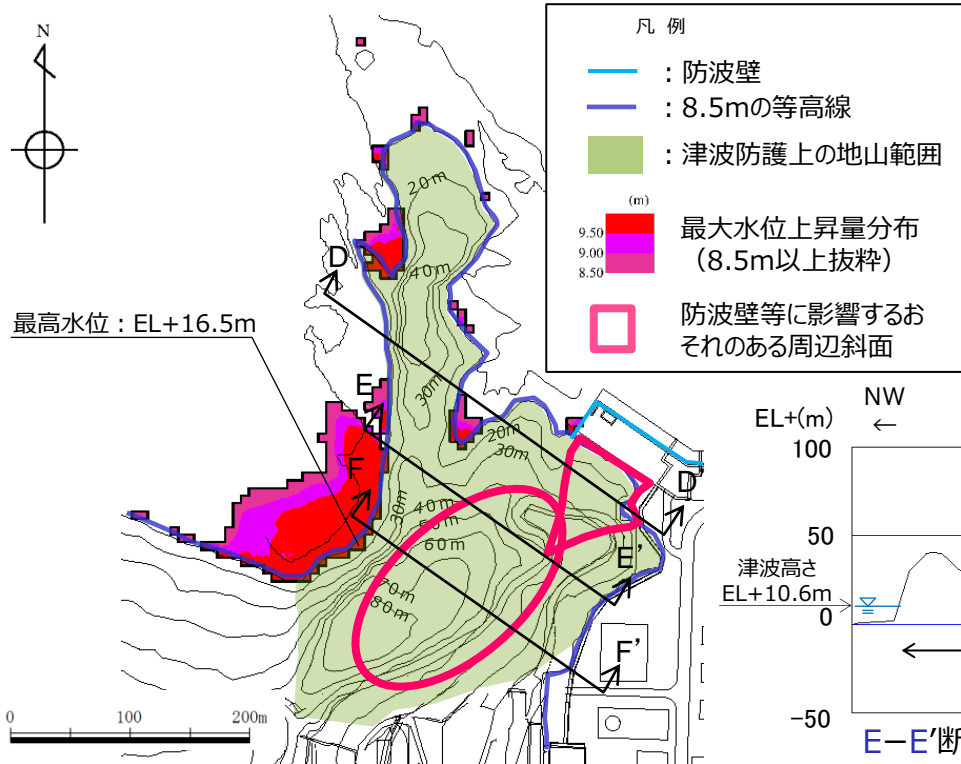 N
凡 例
：防波壁
：8.5mの等高線
：津波防護上の地山範囲
(m)
9.50
9.00
8.50
最大水位上昇量分布
（8.5m以上抜粋）
防波壁等に影響するお
それのある周辺斜面
最高水位：EL+16.5m
20m
40m
D
E
30m
F
20m
30m
30m
40m
60m
70m
80m
D'
E'
F'
0
100
200m
EL+(m)
NW
←
100
50
津波高さ
EL+10.6m
0
-50
E－E’断